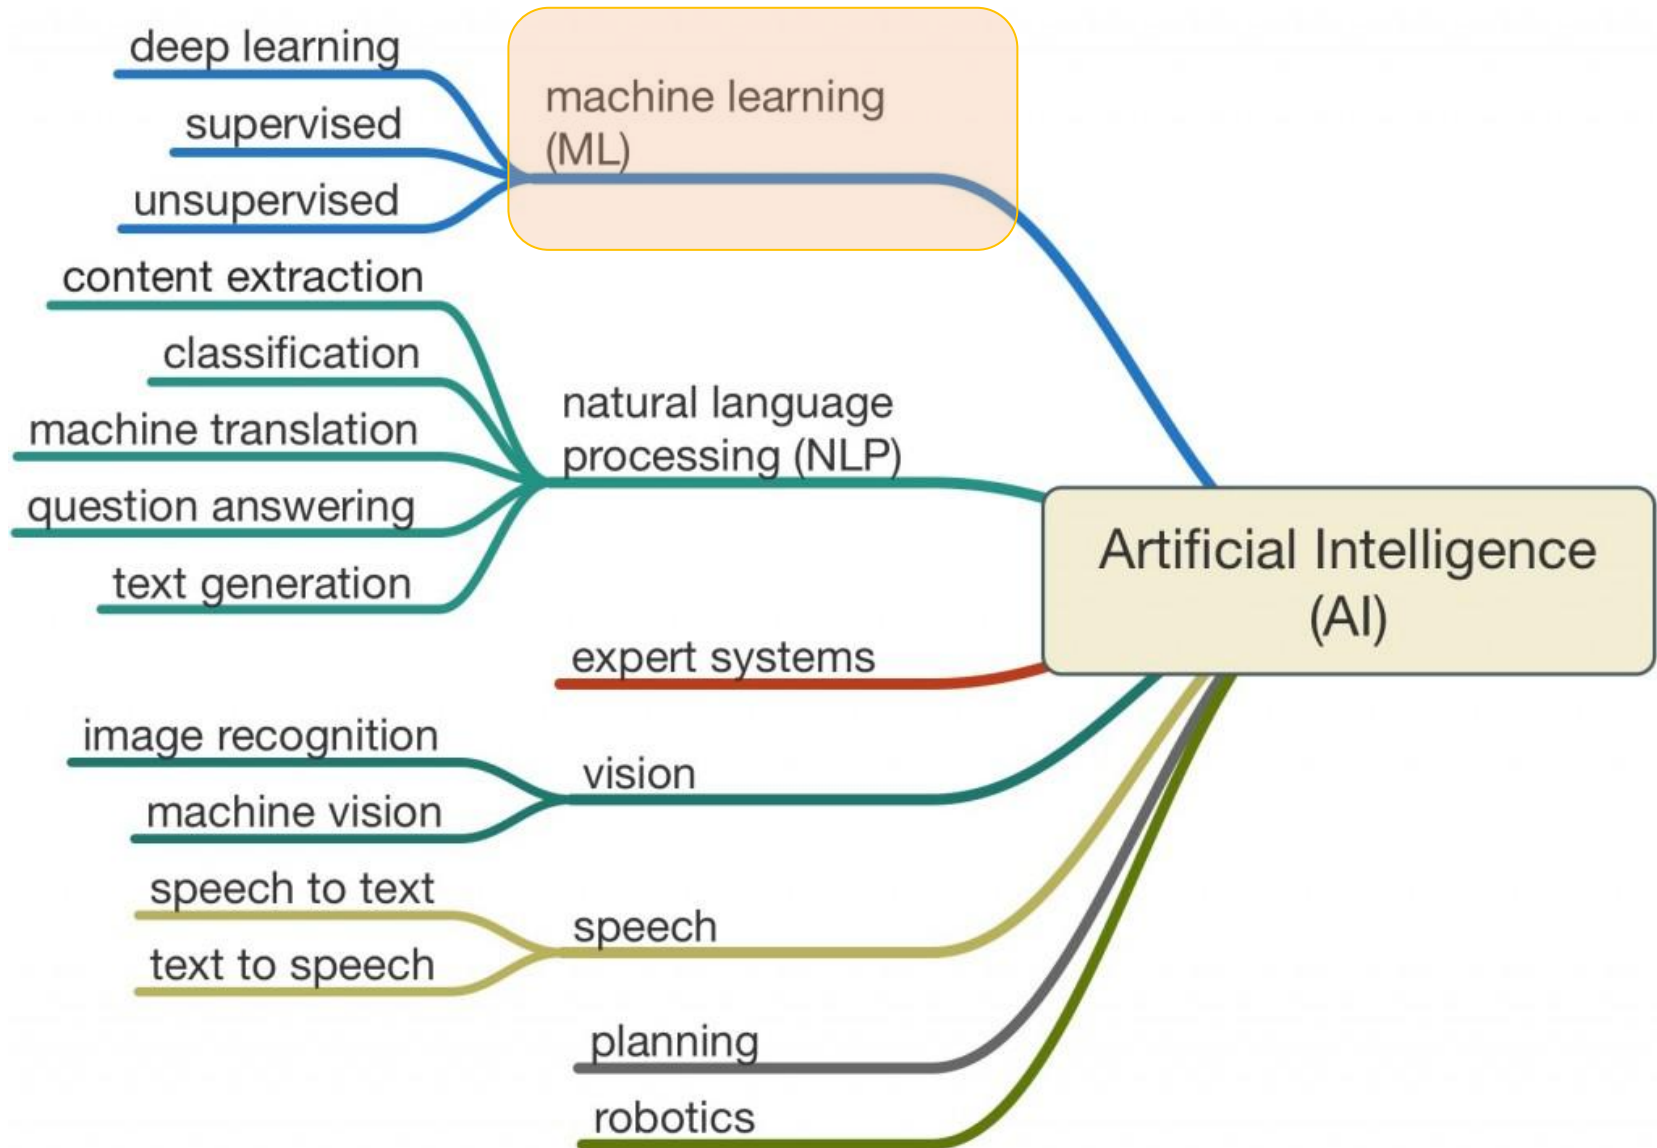 deep learning
supervised
unsupervised
machine learning
(ML)
content extraction
classification
machine translation
question answering
text generation
natural language
processing (NLP)
Artificial Intelligence
(AI)
expert systems
image recognition
machine vision
vision
speech to text
text to speech
speech
planning
robotics